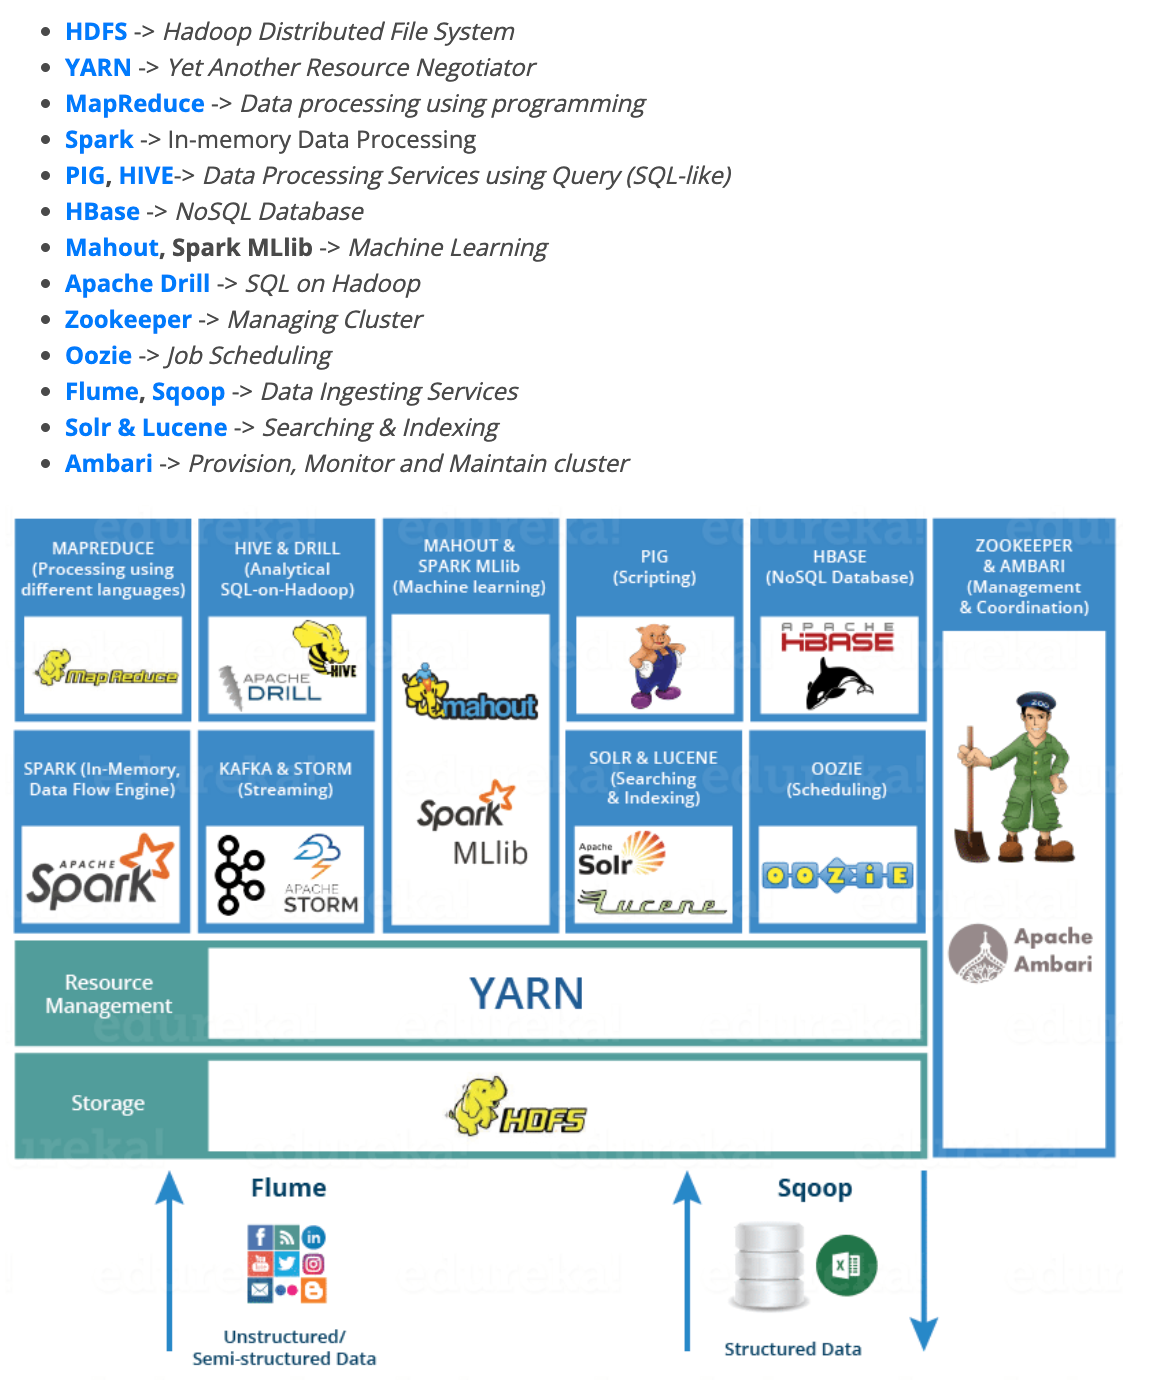 HDFS -> Hadoop Distributed File System
YARN -> Yet Another Resource Negotiator
MapReduce -> Data processing using programming
Spark -> In-memory Data Processing
PIG, HIVE-> Data Processing Services using Query (SQL-like)
HBase -> NoSQL Database
Mahout, Spark MLlib -> Machine Learning
Apache Drill -> SQL on Hadoop
Zookeeper -> Managing Cluster
Oozie -> Job Scheduling
Flume, Sqoop -> Data Ingesting Services
Solr & Lucene -> Searching & Indexing
Ambari -> Provision, Monitor and Maintain cluster
edureka!
MAPREDUCE
(Processing using
different languages)
MapReduce
HIVE & DRILL
(Analytical
SQL-on-Hadoop)
HIVE
APACHE
DRILL
MAHOUT &
SPARK MLlib
(Machine learning)
mahout
Spark
MLlib
PIG
(Scripting)
HBASE
(NoSQL Database)
APACHE
HBASE
ZOOKEEPER
& AMBARI
(Management
& Coordination)
ZOO
Apache
Ambari
SPARK (In-Memory,
Data Flow Engine)
APACHE
Spark
KAFKA & STORM
(Streaming)
APACHE
STORM
SOLR & LUCENE
(Searching
& Indexing)
Apache
Solr
Lucene
OOZIE
(Scheduling)
OOZiE
Resource
Management
YARN
Storage
HDFS
Flume
f
in
You
Tube
Unstructured/
Semi-structured Data
Sqoop
X
Structured Data